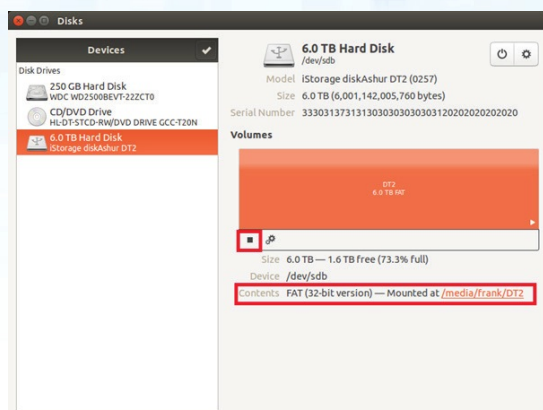 Disks
Devices
Disk Drives
250 GB Hard Disk
WDC WD2500BEVT-22ZCT0
CD/DVD Drive
HL-DT-STCD-RW/DVD DRIVE GCC-T20N
6.0 TB Hard Disk
iStorage diskAshur DT2
6.0 TB Hard Disk
/dev/sdb
Model iStorage diskAshur DT2 (0257)
Size 6.0 TB (6,001,142,005,760 bytes)
Serial Number
Volumes
DT2
6.0 TB FAT
Size 6.0 TB — 1.6 TB free (73.3% full)
Device /dev/sdb
Contents FAT (32-bit version) — Mounted at /media/frank/DT2